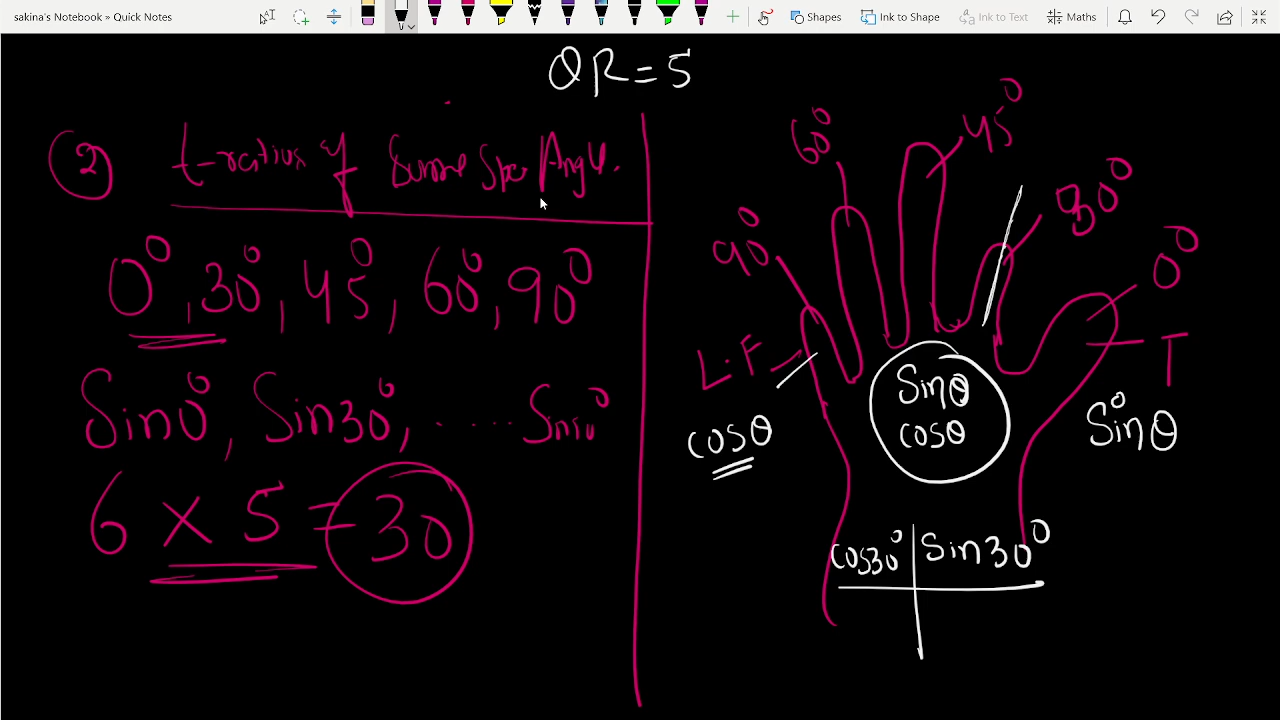 sakina's Notebook » Quick Notes
Shapes Ink to Shape Ink to Text Maths
QR = 5
2 t-ratios of Some Spe Angle.
0°, 30°, 45°, 60°, 90°
Sin0°, Sin30°, ......
6 × 5 = 30
90° 60° 45° 30° 0°
L.F T
cosθ
Sinθ
cosθ
Sinθ
cos30° Sin30°